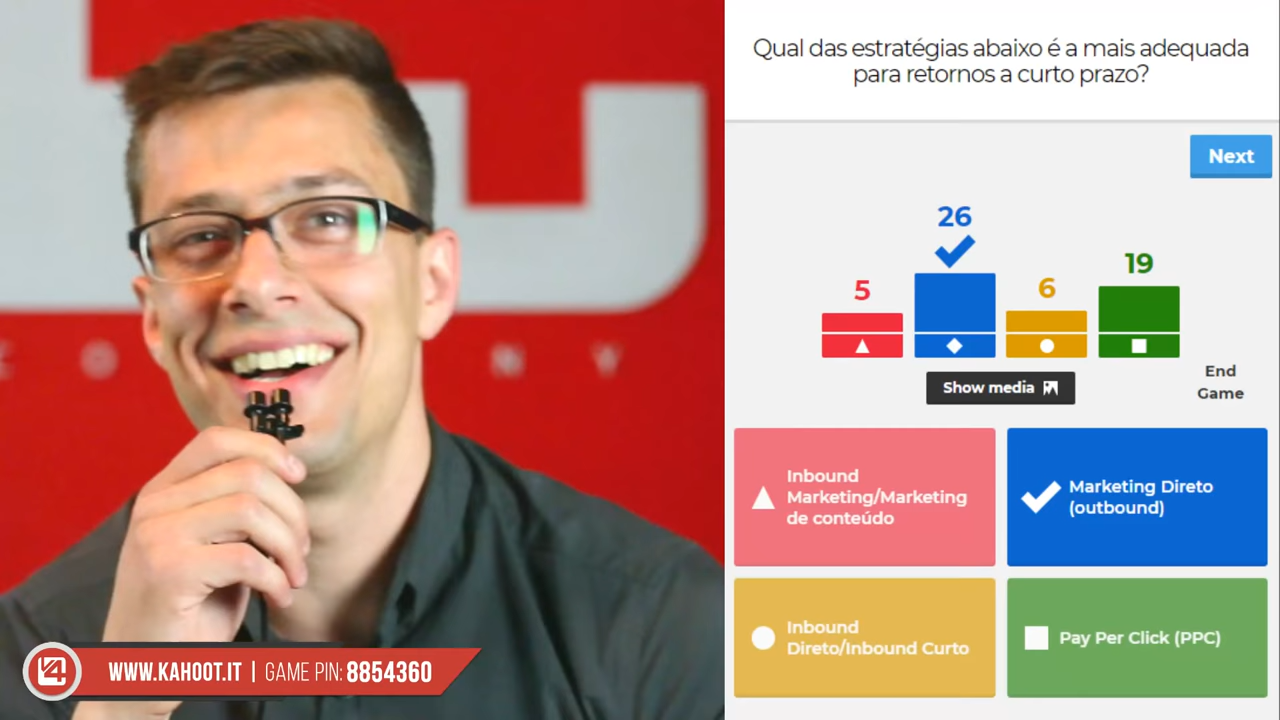 Qual das estratégias abaixo é a mais adequada
para retornos a curto prazo?
Next
26
5
6
19
Show media
End
Game
Inbound
Marketing/Marketing
de conteúdo
Marketing Direto
(outbound)
Inbound
Direto/Inbound Curto
Pay Per Click (PPC)
WWW.KAHOOT.IT | GAME PIN: 8854360